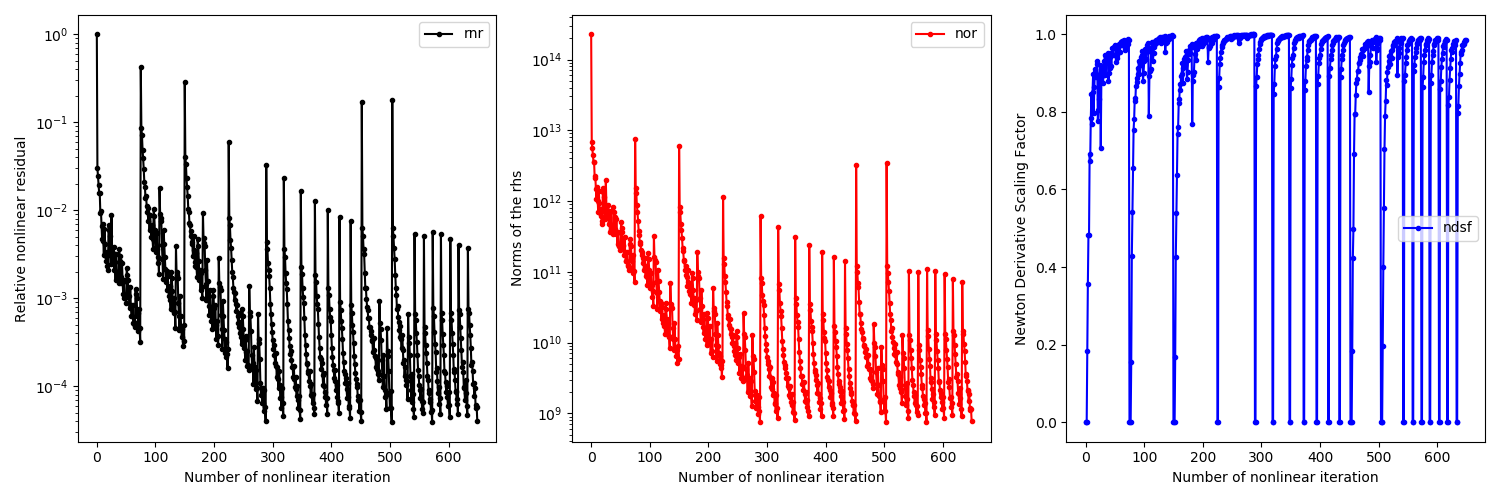 Relative nonlinear residual
10^0
10^-1
10^-2
10^-3
10^-4
rnr
0 100 200 300 400 500 600
Number of nonlinear iteration
Norms of the rhs
10^14
10^13
10^12
10^11
10^10
10^9
nor
0 100 200 300 400 500 600
Number of nonlinear iteration
Newton Derivative Scaling Factor
1.0
0.8
0.6
0.4
0.2
0.0
ndsf
0 100 200 300 400 500 600
Number of nonlinear iteration